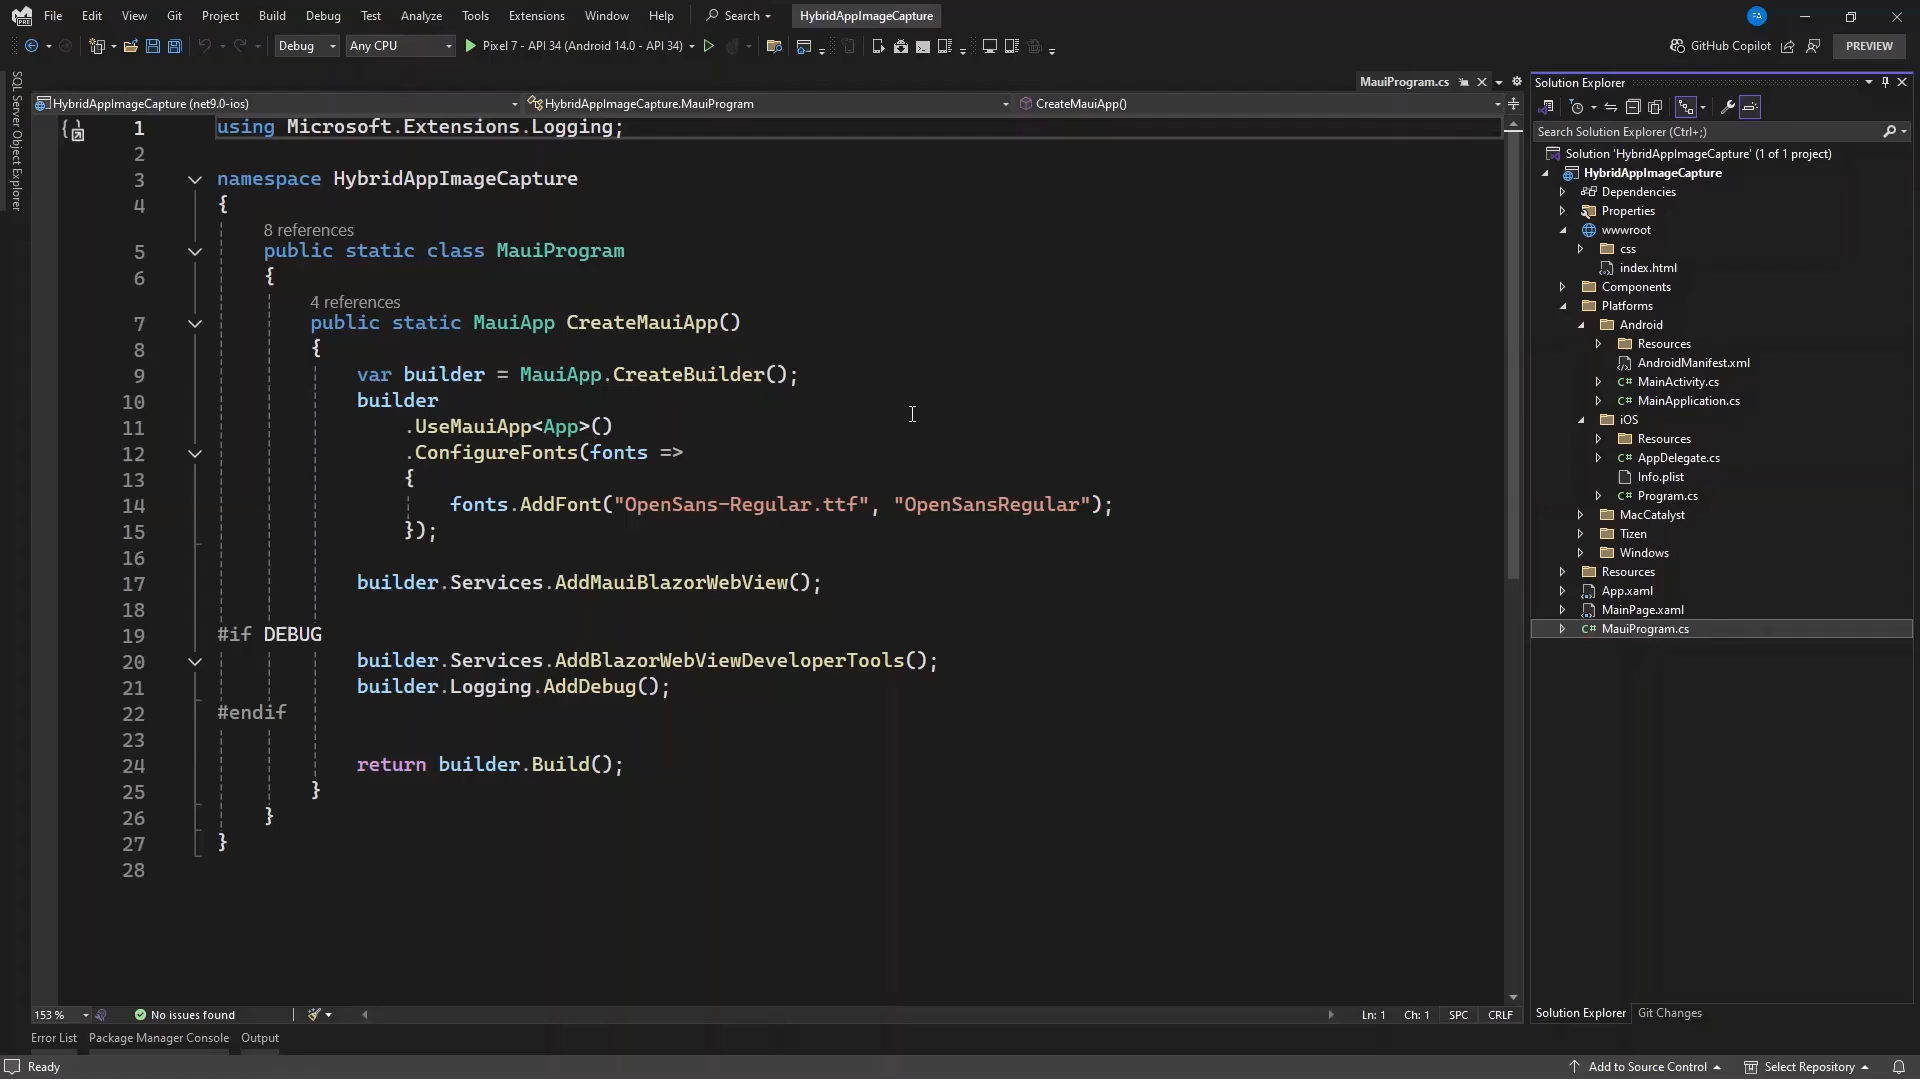 File Edit View Git Project Build Debug Test Analyze Tools Extensions Window Help Search HybridAppImageCapture FA
Debug Any CPU Pixel 7 - API 34 (Android 14.0 - API 34) GitHub Copilot PREVIEW
SQL Server Object Explorer
MauiProgram.cs
HybridAppImageCapture (net9.0-ios) HybridAppImageCapture.MauiProgram CreateMauiApp()
1 using Microsoft.Extensions.Logging;
2
3 namespace HybridAppImageCapture
4 {
8 references
5 public static class MauiProgram
6 {
4 references
7 public static MauiApp CreateMauiApp()
8 {
9 var builder = MauiApp.CreateBuilder();
10 builder
11 .UseMauiApp<App>()
12 .ConfigureFonts(fonts =>
13 {
14 fonts.AddFont("OpenSans-Regular.ttf", "OpenSansRegular");
15 });
16
17 builder.Services.AddMauiBlazorWebView();
18
19 #if DEBUG
20 builder.Services.AddBlazorWebViewDeveloperTools();
21 builder.Logging.AddDebug();
22 #endif
23
24 return builder.Build();
25 }
26 }
27 }
28
153 % No issues found Ln: 1 Ch: 1 SPC CRLF
Error List Package Manager Console Output
Solution Explorer
Search Solution Explorer (Ctrl+;)
Solution 'HybridAppImageCapture' (1 of 1 project)
HybridAppImageCapture
Dependencies
Properties
wwwroot
css
index.html
Components
Platforms
Android
Resources
AndroidManifest.xml
C# MainActivity.cs
C# MainApplication.cs
iOS
Resources
C# AppDelegate.cs
Info.plist
C# Program.cs
MacCatalyst
Tizen
Windows
Resources
App.xaml
MainPage.xaml
C# MauiProgram.cs
Solution Explorer Git Changes
Ready Add to Source Control Select Repository